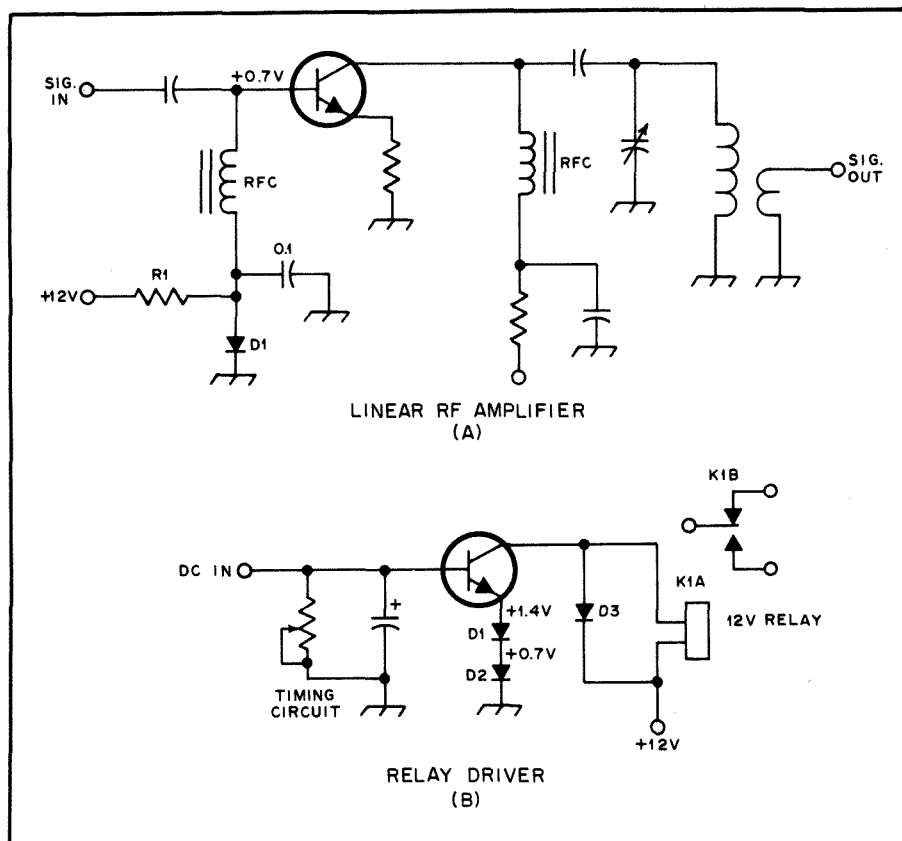 SIG.
IN
+0.7V
RFC
RFC
SIG.
OUT
0.1
R1
+12V
D1
LINEAR RF AMPLIFIER
(A)
K1B
DC IN
+
+1.4V
D1
+0.7V
D2
D3
K1A
12V RELAY
TIMING
CIRCUIT
+12V
RELAY DRIVER
(B)